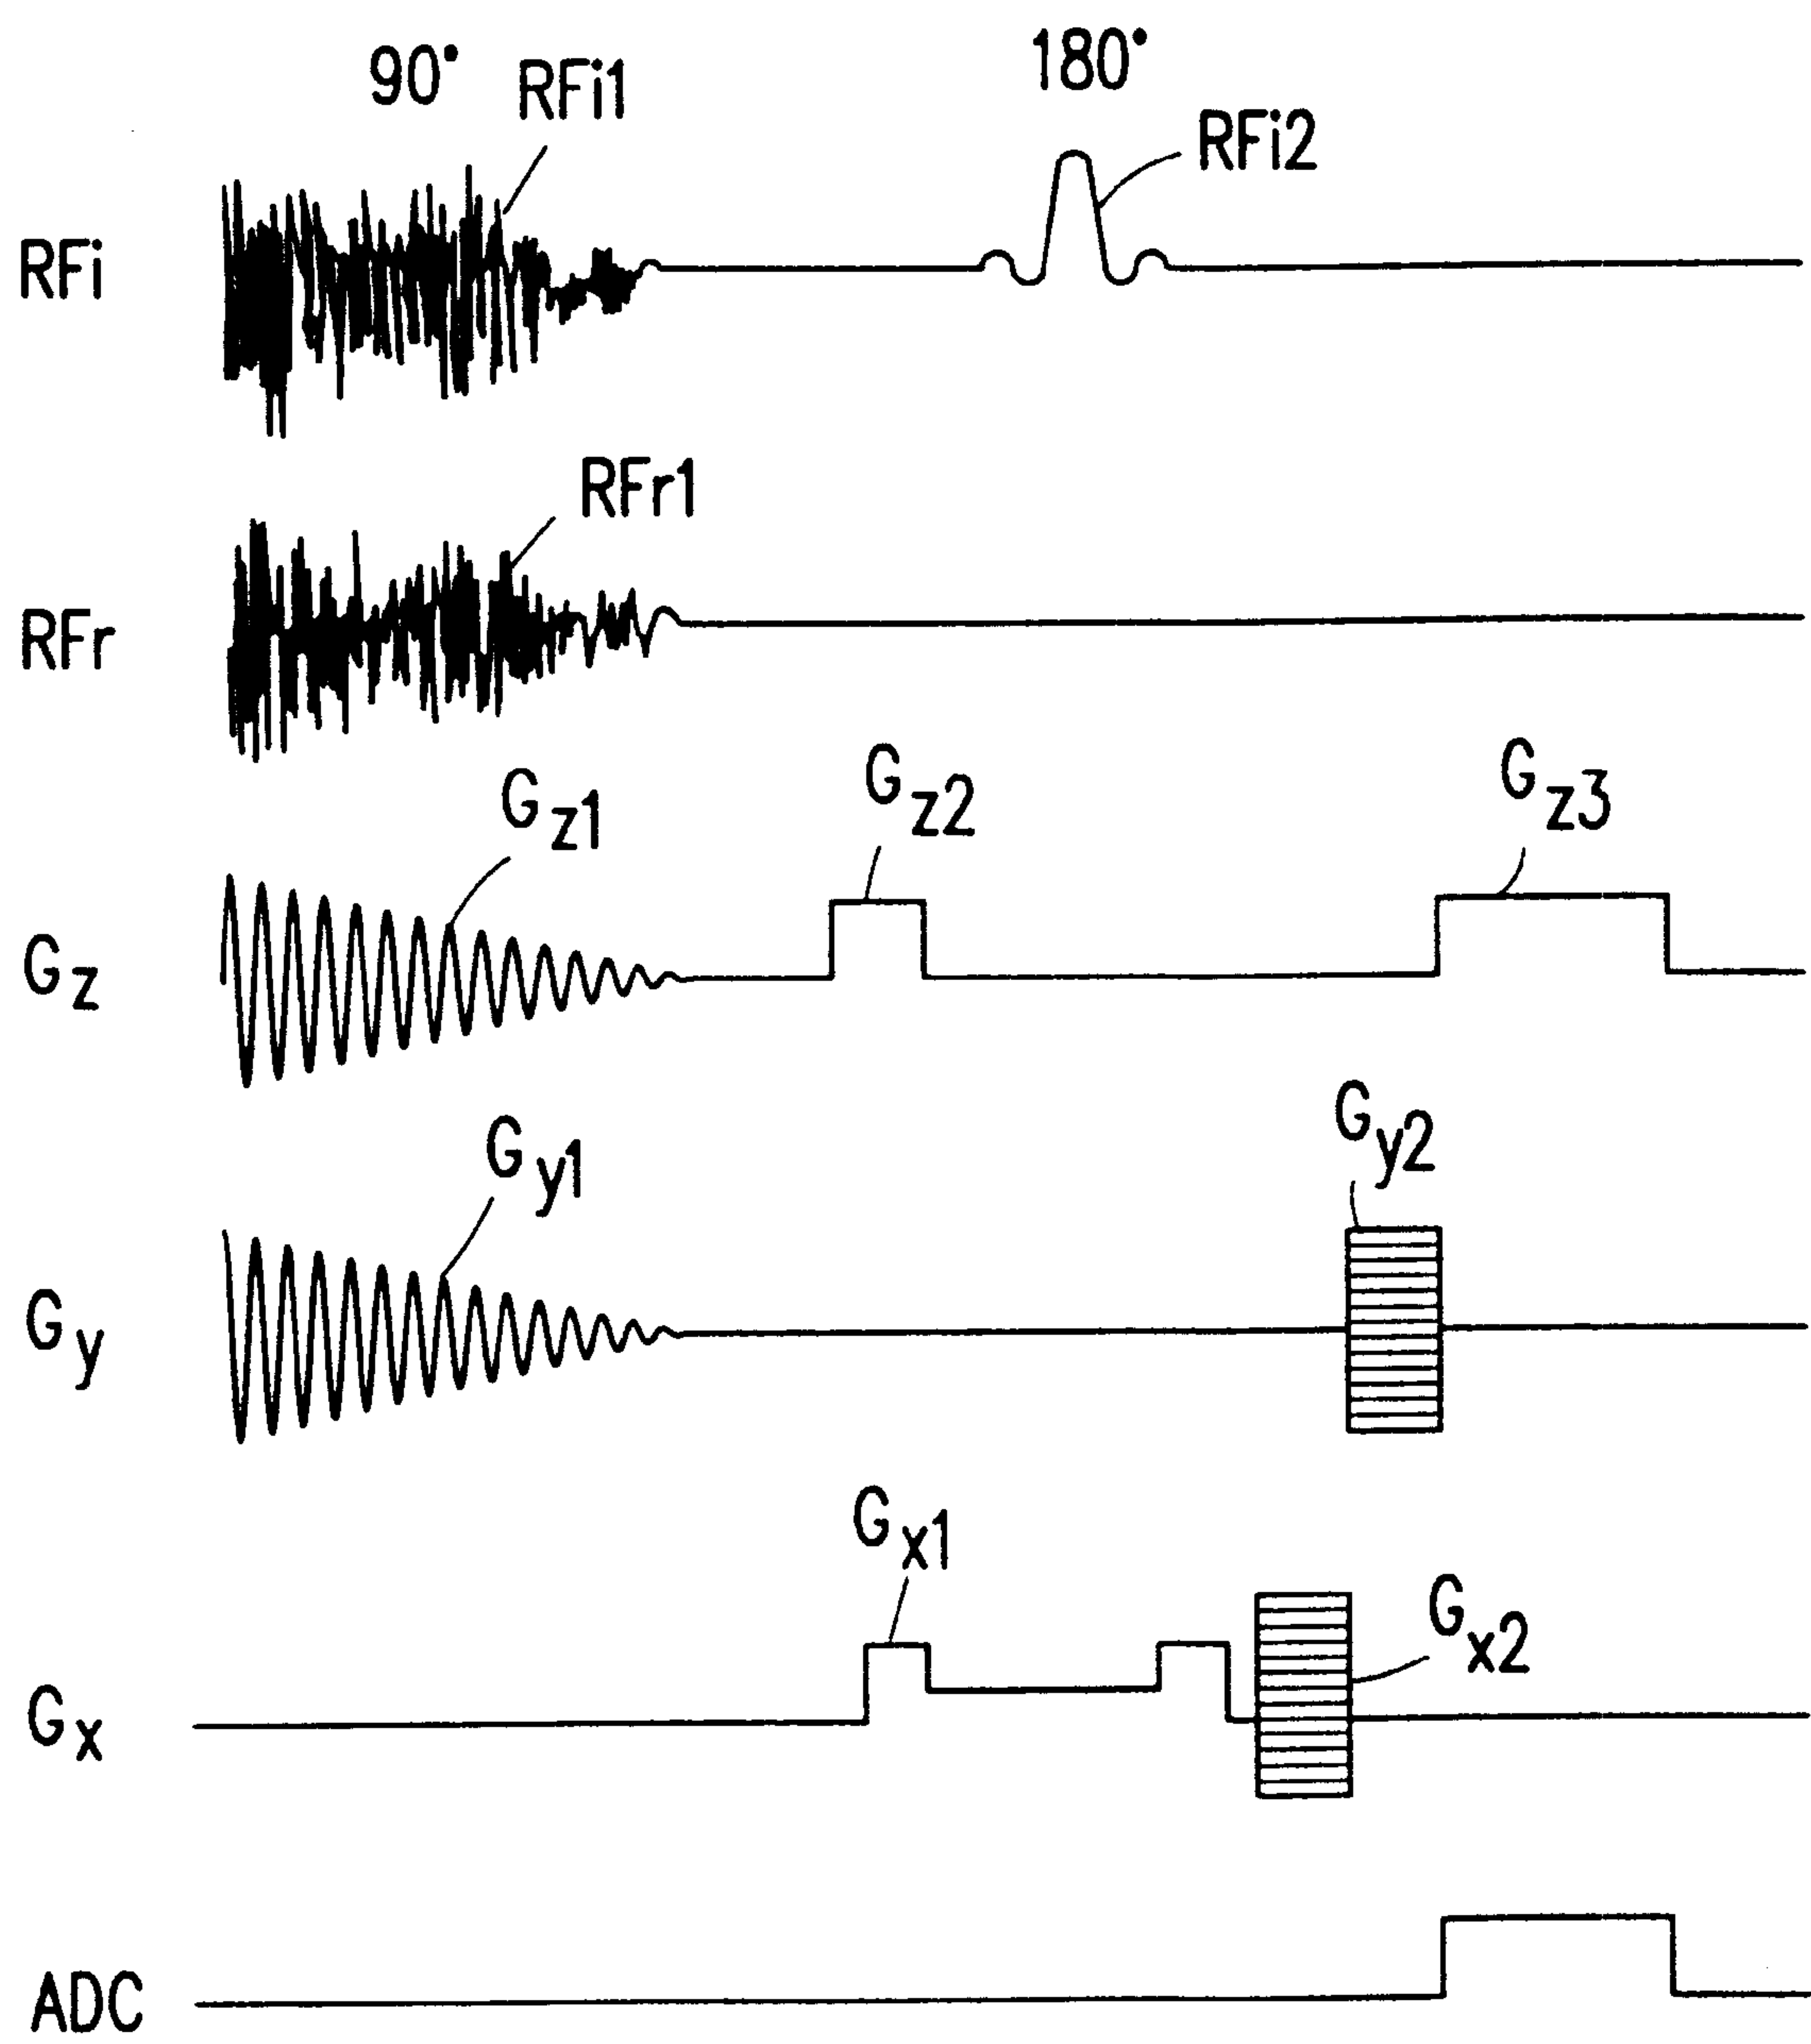 90° RFi1 180° RFi2
RFi
RFr1
RFr
Gz1 Gz2 Gz3
Gz
Gy1 Gy2
Gy
Gx1 Gx2
Gx
ADC